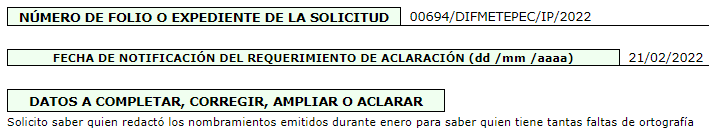 NÚMERO DE FOLIO O EXPEDIENTE DE LA SOLICITUD 00694/DIFMETEPEC/IP/2022
FECHA DE NOTIFICACIÓN DEL REQUERIMIENTO DE ACLARACIÓN (dd /mm /aaaa) 21/02/2022
DATOS A COMPLETAR, CORREGIR, AMPLIAR O ACLARAR
Solicito saber quien redactó los nombramientos emitidos durante enero para saber quien tiene tantas faltas de ortografía